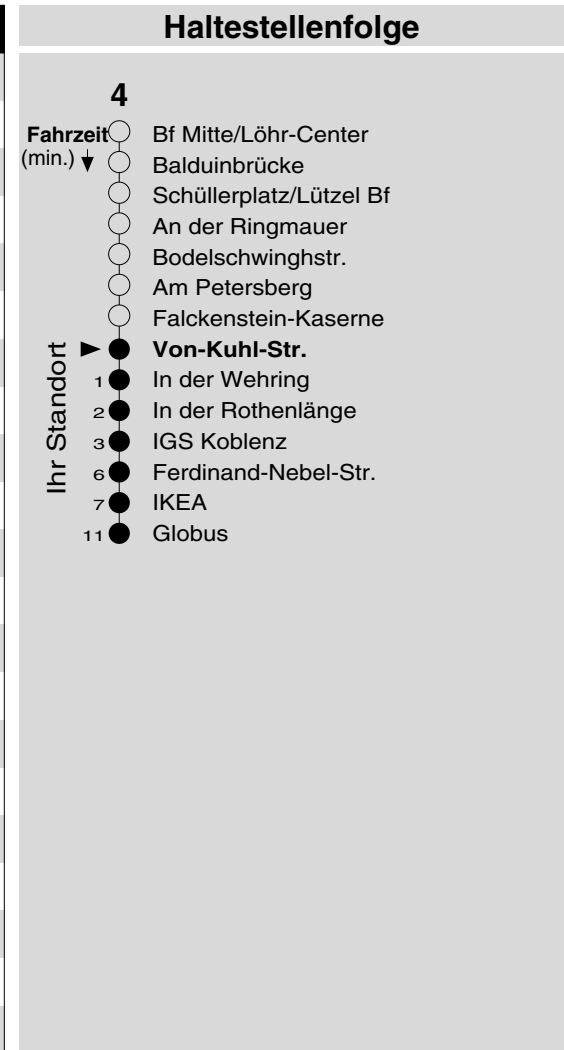 Haltestellenfolge
4
Fahrzeit Bf Mitte/Löhr-Center
(min.) Balduinbrücke
Schüllerplatz/Lützel Bf
An der Ringmauer
Bodelschwinghstr.
Am Petersberg
Falckenstein-Kaserne
Ihr Standort
Von-Kuhl-Str.
1 In der Wehring
2 In der Rothenlänge
3 IGS Koblenz
6 Ferdinand-Nebel-Str.
7 IKEA
11 Globus